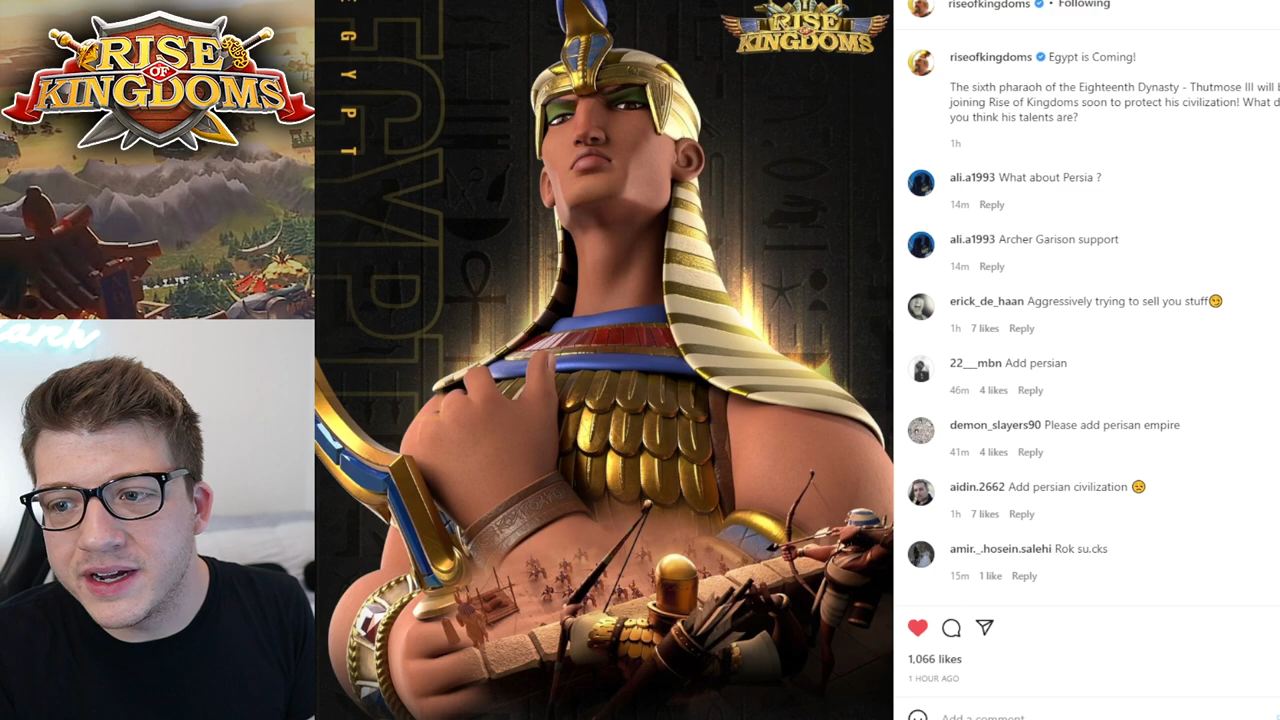 RISE
OF
KINGDOMS
EGYPT
EGYPT
RISE
OF
KINGDOMS
riseofkingdoms • Following
riseofkingdoms Egypt is Coming!
The sixth pharaoh of the Eighteenth Dynasty - Thutmose III will
joining Rise of Kingdoms soon to protect his civilization! What
you think his talents are?
1h
ali.a1993 What about Persia ?
14m Reply
ali.a1993 Archer Garison support
14m Reply
erick_de_haan Aggressively trying to sell you stuff😏
1h 7 likes Reply
22___mbn Add persian
46m 4 likes Reply
demon_slayers90 Please add perisan empire
41m 4 likes Reply
aidin.2662 Add persian civilization 😔
1h 7 likes Reply
amir._.hosein.salehi Rok su.cks
15m 1 like Reply
1,066 likes
1 HOUR AGO
Add a comment